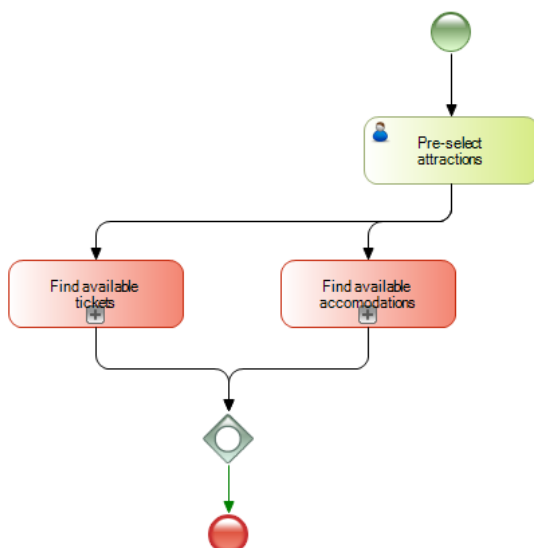 Pre-select
attractions
Find available
tickets
Find available
accomodations